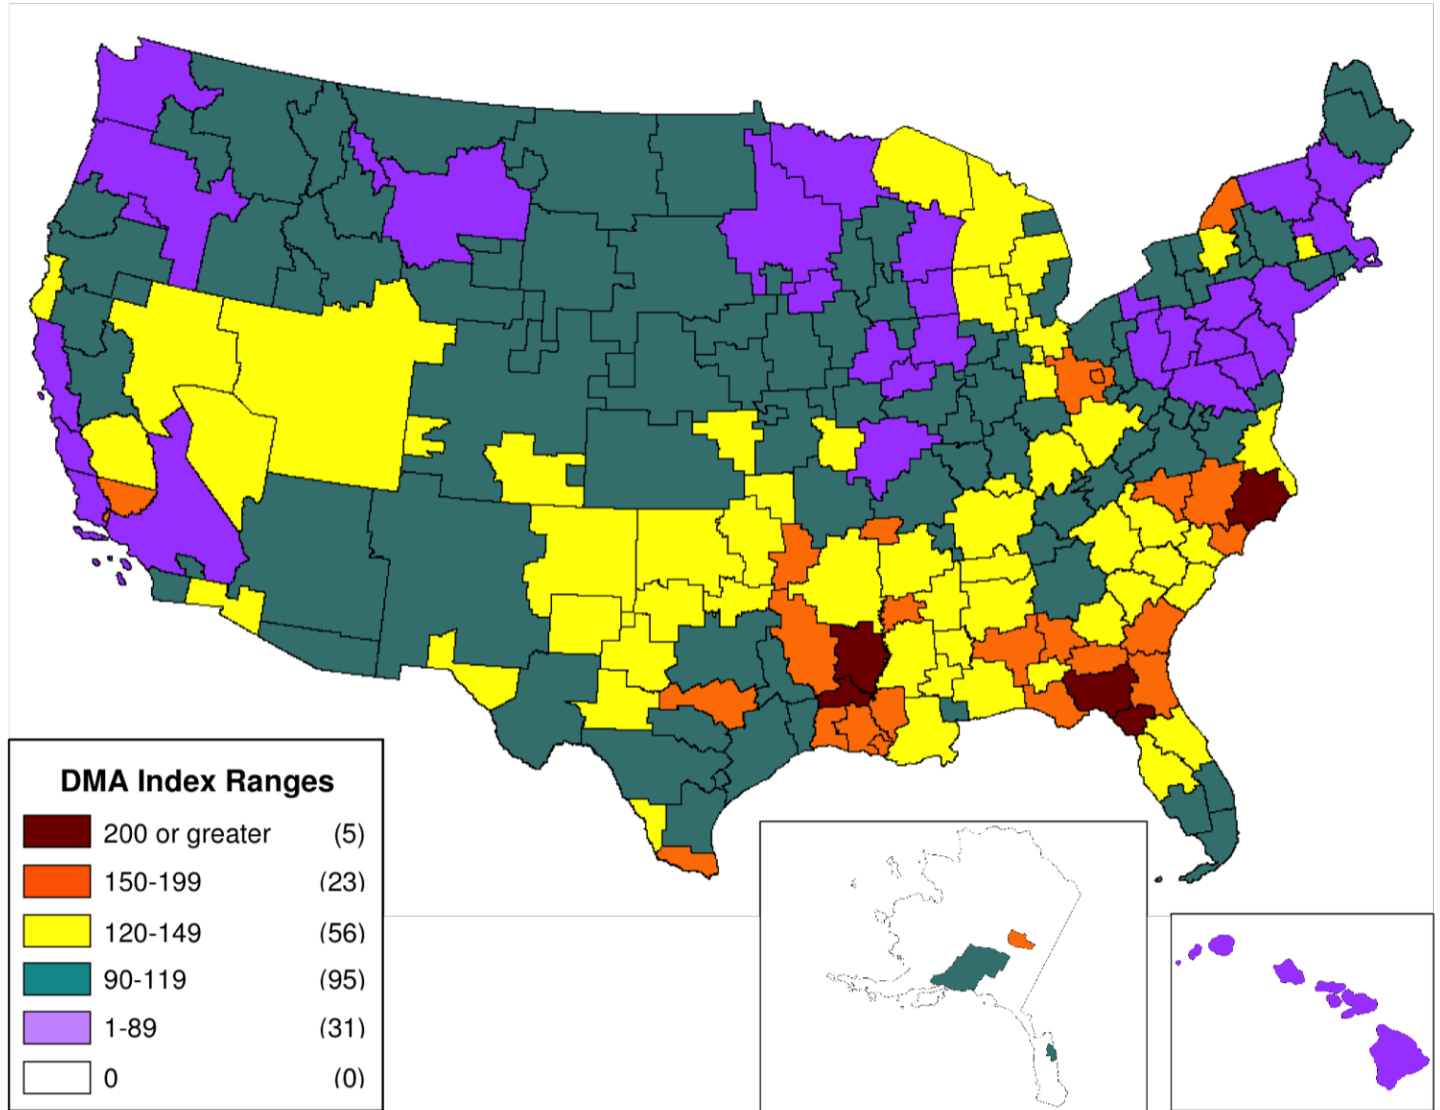 DMA Index Ranges
200 or greater (5)
150-199 (23)
120-149 (56)
90-119 (95)
1-89 (31)
0 (0)